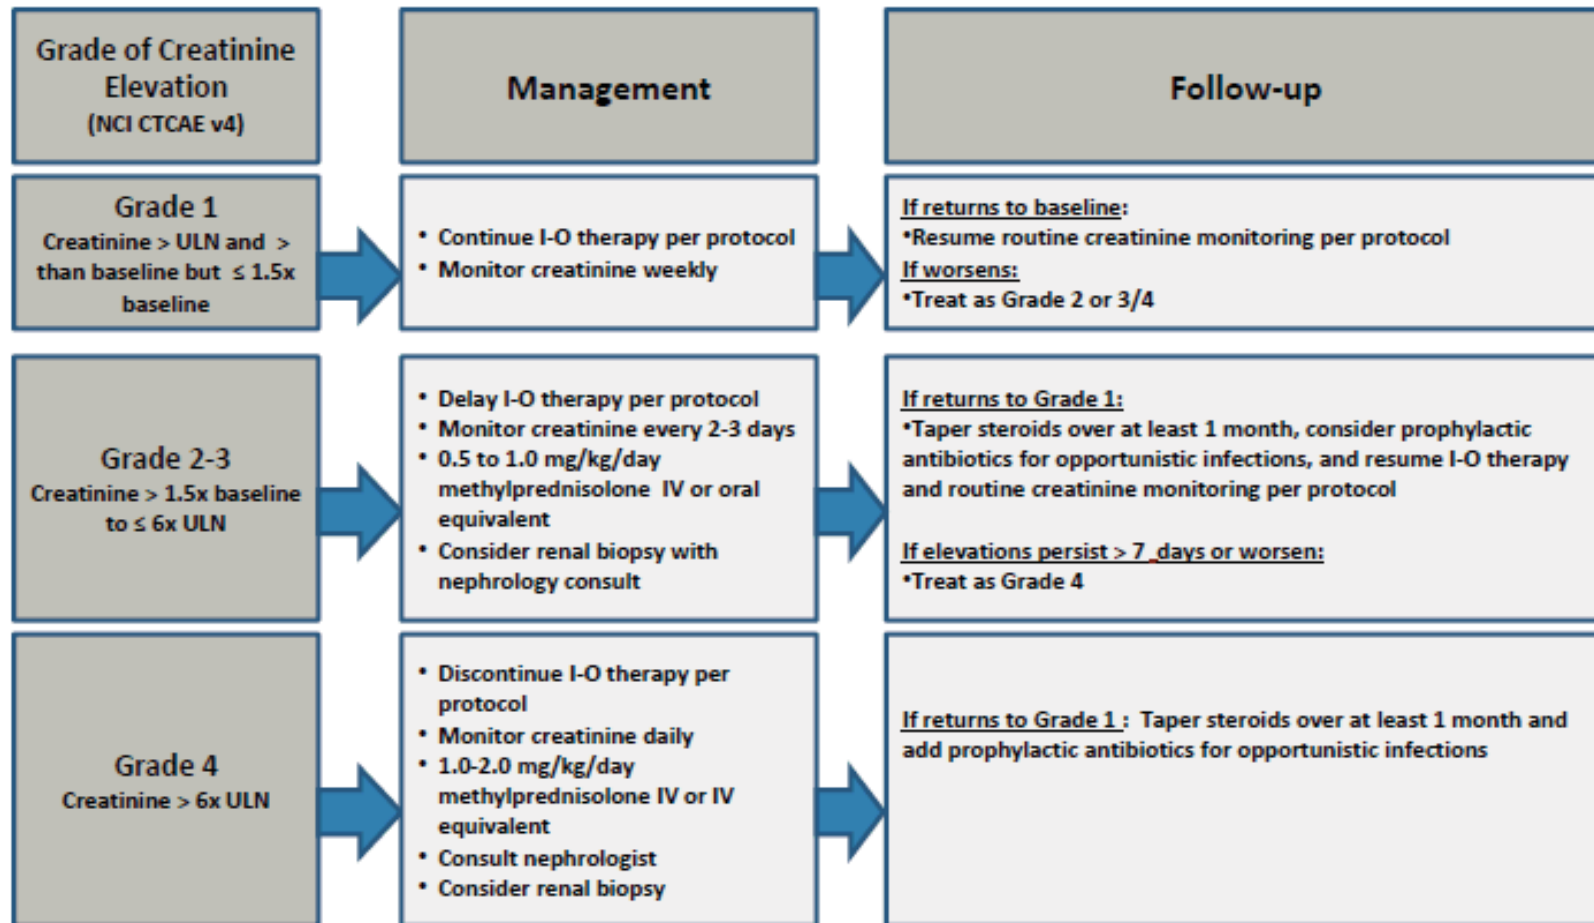 Grade of Creatinine
Elevation
(NCI CTCAE v4)
Management
Follow-up
Grade 1
Creatinine > ULN and >
than baseline but ≤ 1.5x
baseline
• Continue I-O therapy per protocol
• Monitor creatinine weekly
If returns to baseline:
•Resume routine creatinine monitoring per protocol
If worsens:
•Treat as Grade 2 or 3/4
Grade 2-3
Creatinine > 1.5x baseline
to ≤ 6x ULN
• Delay I-O therapy per protocol
• Monitor creatinine every 2-3 days
• 0.5 to 1.0 mg/kg/day
methylprednisolone IV or oral
equivalent
• Consider renal biopsy with
nephrology consult
If returns to Grade 1:
•Taper steroids over at least 1 month, consider prophylactic
antibiotics for opportunistic infections, and resume I-O therapy
and routine creatinine monitoring per protocol
If elevations persist > 7 days or worsen:
•Treat as Grade 4
Grade 4
Creatinine > 6x ULN
• Discontinue I-O therapy per
protocol
• Monitor creatinine daily
• 1.0-2.0 mg/kg/day
methylprednisolone IV or IV
equivalent
• Consult nephrologist
• Consider renal biopsy
If returns to Grade 1 : Taper steroids over at least 1 month and
add prophylactic antibiotics for opportunistic infections